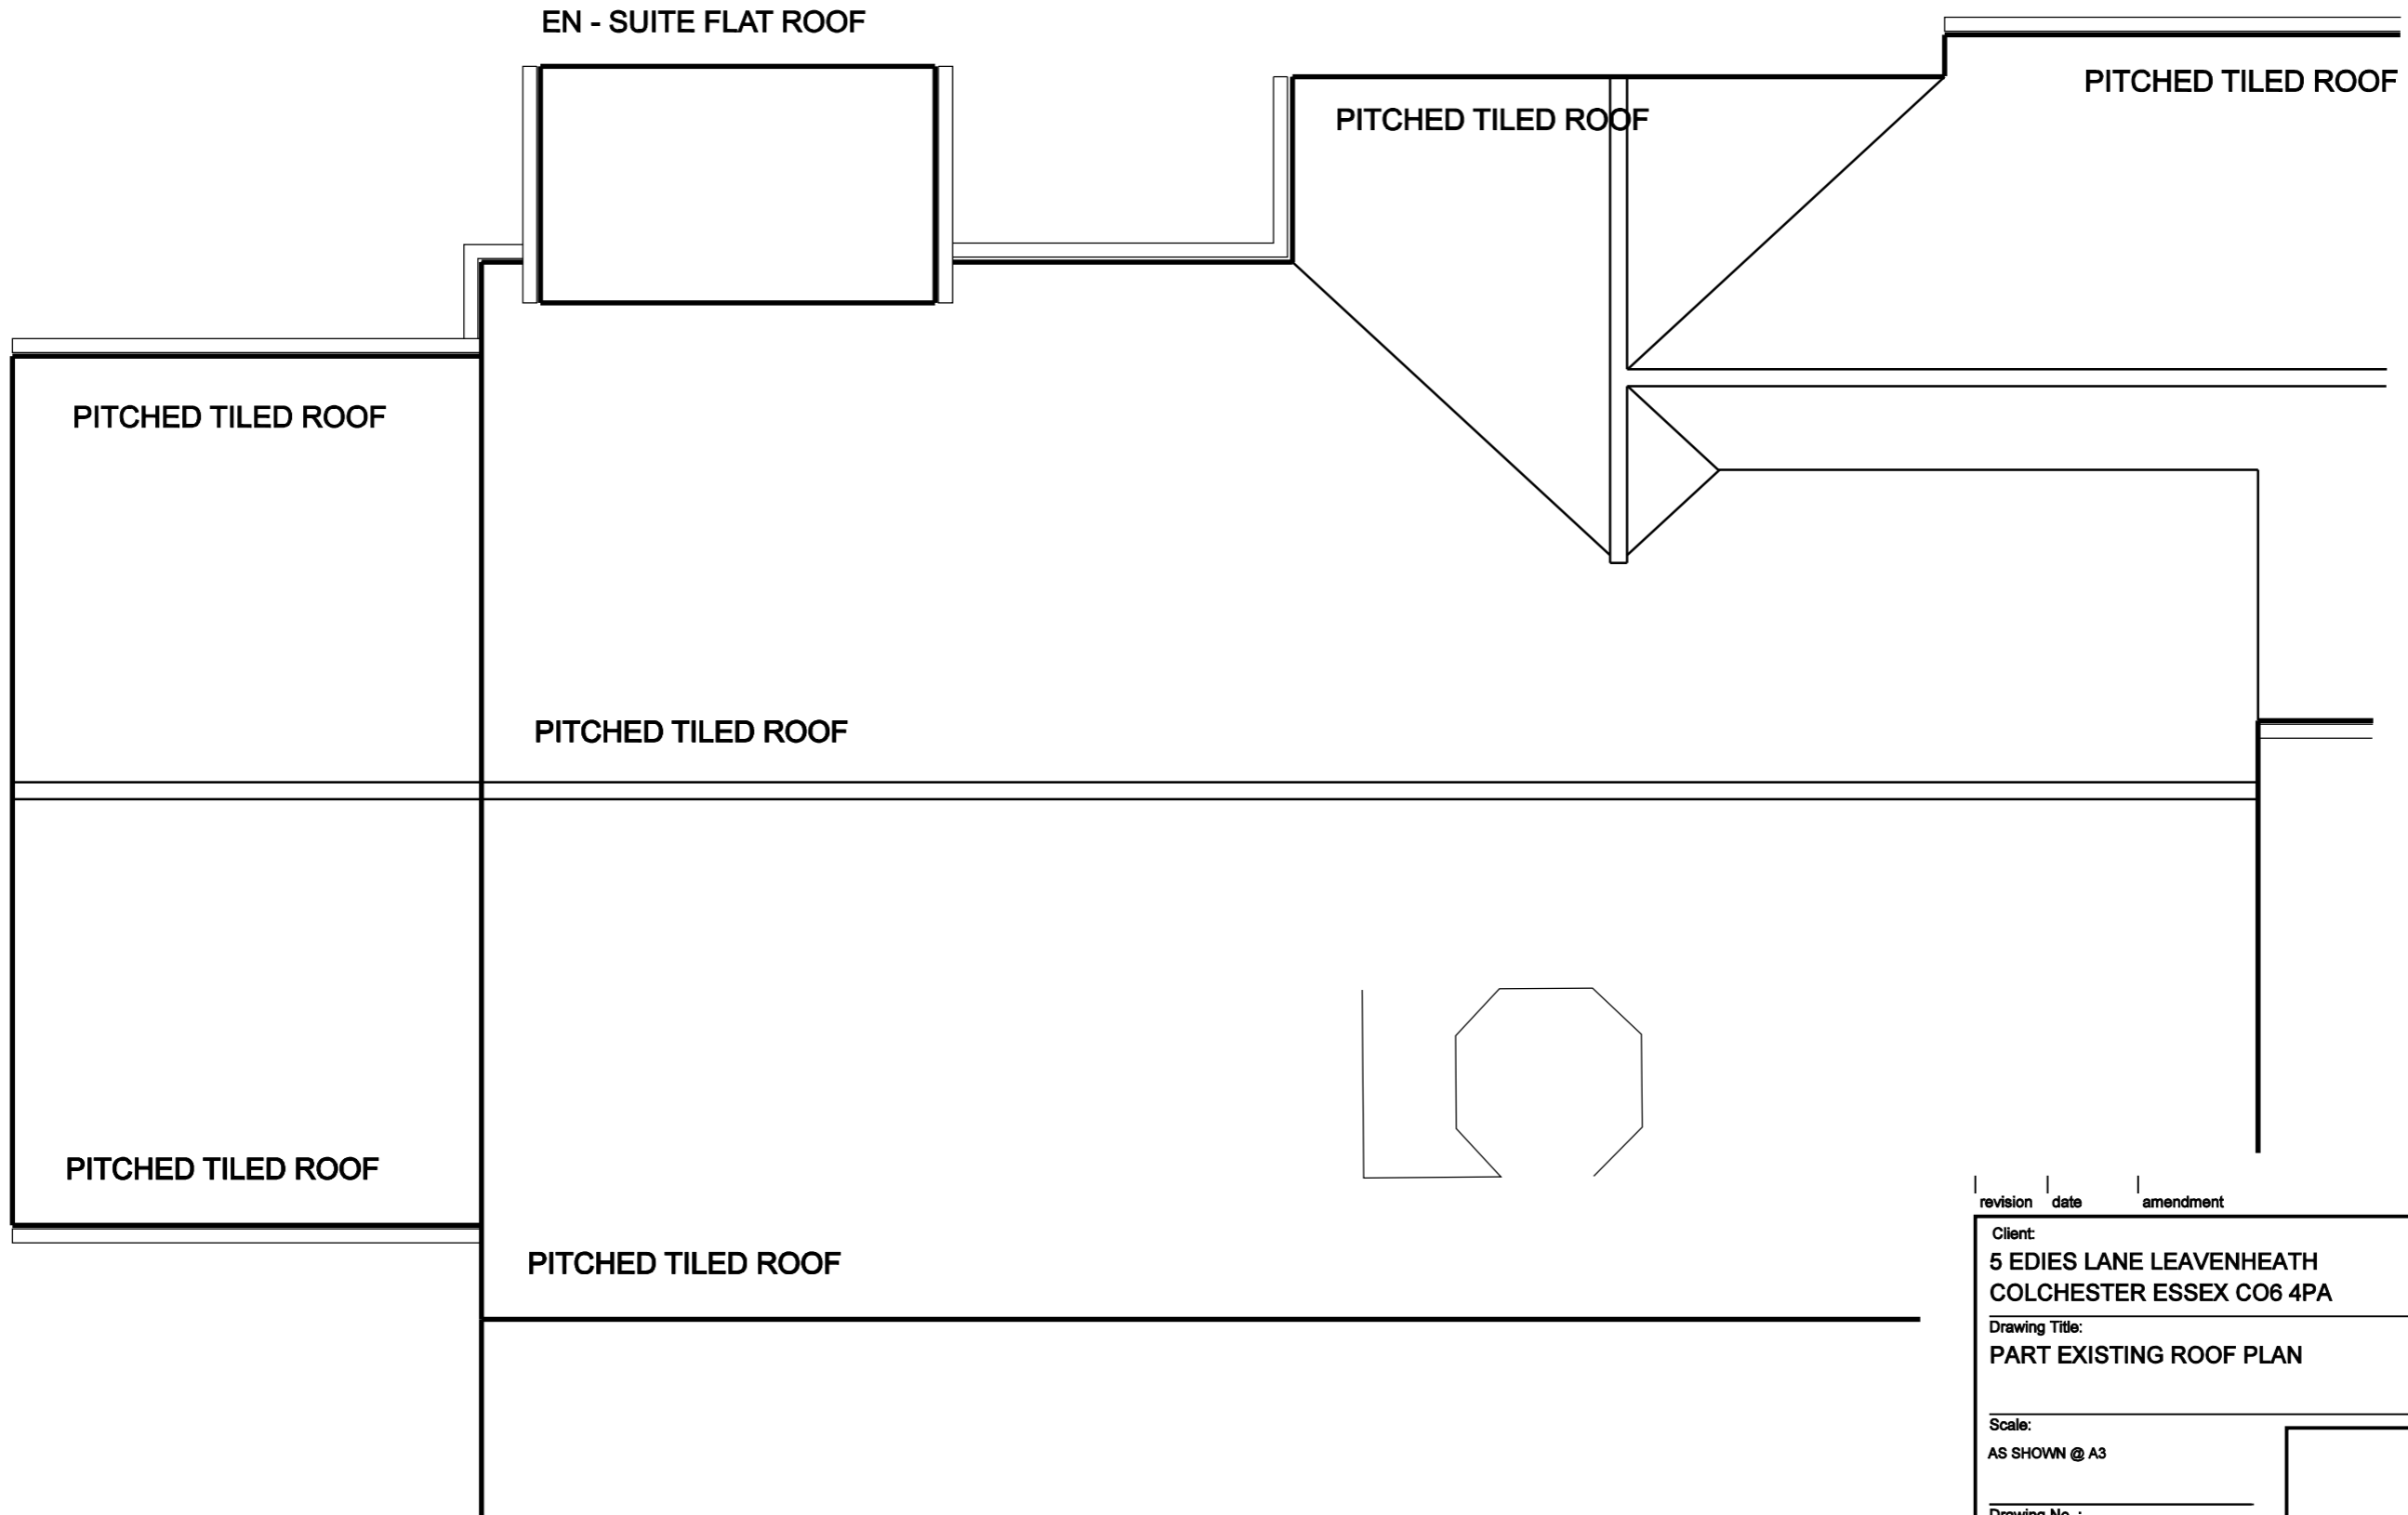 EN - SUITE FLAT ROOF
PITCHED TILED ROOF
PITCHED TILED ROOF
PITCHED TILED ROOF
PITCHED TILED ROOF
PITCHED TILED ROOF
PITCHED TILED ROOF
revision date amendment
Client:
5 EDIES LANE LEAVENHEATH
COLCHESTER ESSEX CO6 4PA
Drawing Title:
PART EXISTING ROOF PLAN
Scale:
AS SHOWN @ A3
Drawing No. :